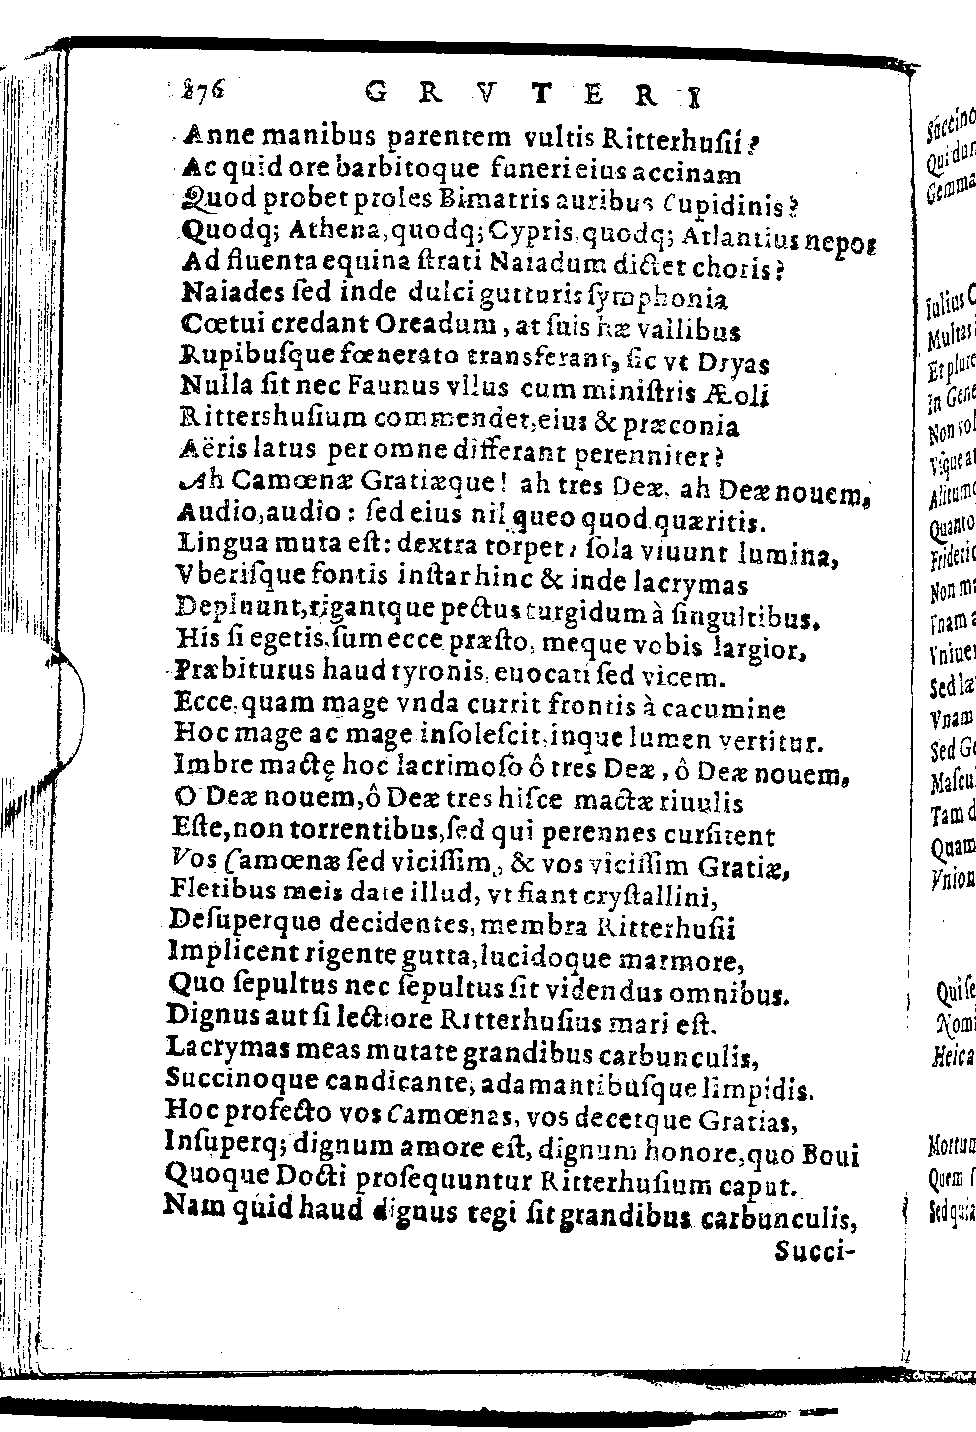 276 GRVTERI
Anne manibus parentem vultis Ritterhuſii?
Ac quid ore barbitoque funeri eius accinam
Quod probet proles Bimatris auribus Cupidinis?
Quodq; Athena, quodq; Cypris, quodq; Atlantius nepos
Ad fluenta equina ſtrati Naiadum dictet choris?
Naiades ſed inde dulci gutturis ſymphonia
Cœtui credant Oreadum, at ſuis hæ vallibus
Rupibuſque fœnerato transferant, ſic vt Dryas
Nulla ſit nec Faunus vllus cum miniſtris Æoli
Rittershuſium commendet, eius & præconia
Aëris latus per omne differant perenniter?
Ah Camœnæ Gratiæque! ah tres Deæ, ah Deæ nouem,
Audio, audio: ſed eius nil queo quod quæritis.
Lingua muta eſt: dextra torpet, ſola viuunt lumina,
Vberiſque fontis inſtar hinc & inde lacrymas
Depluunt, rigantque pectus turgidum à ſingultibus.
His ſi egetis, ſum ecce præſto, meque vobis largior,
Præbiturus haud tyronis, euocati ſed vicem.
Ecce, quam mage vnda currit frontis à cacumine
Hoc mage ac mage inſoleſcit, inque lumen vertitur.
Imbre mactę hoc lacrimoſo ô tres Deæ, ô Deæ nouem,
O Deæ nouem, ô Deæ tres hiſce mactæ riuulis
Eſte, non torrentibus, ſed qui perennes curſitent
Vos Camœnæ ſed viciſſim, & vos viciſſim Gratiæ,
Fletibus meis date illud, vt fiant cryſtallini,
Deſuperque decidentes, membra Ritterhuſii
Implicent rigente gutta, lucidoque marmore,
Quo ſepultus nec ſepultus ſit videndus omnibus.
Dignus aut ſi lectiore Ritterhuſius mari eſt.
Lacrymas meas mutate grandibus carbunculis,
Succinoque candicante, adamantibuſque limpidis.
Hoc profecto vos Camœnas, vos decetque Gratias,
Inſuperq; dignum amore eſt, dignum honore, quo Boui
Quoque Docti proſequuntur Ritterhuſium caput.
Nam quid haud dignus tegi ſit grandibus carbunculis,
Succi-
Succino
Qui dum
Gemma
Iulius C
Multas
Et plure
In Gene
Non ſol
Vſque at
Alitum
Quanto
Frideric
Non ma
Vnam a
Vniuer
Sed læ
Vnam
Sed Ge
Maſcu
Tam d
Quam
Vnion
Qui ſe
Nomi
Heic a
Mortuu
Quem ſ
Sed quia